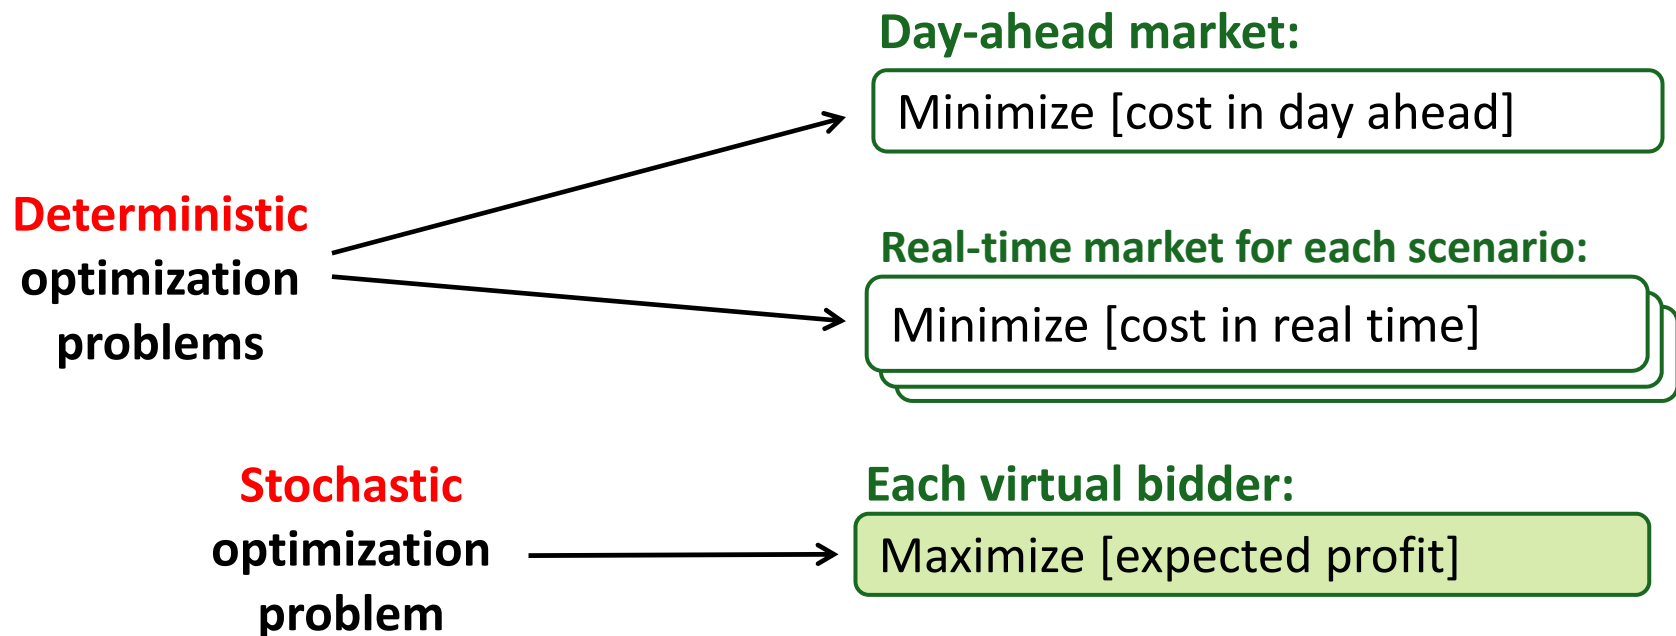 Day-ahead market:
Minimize [cost in day ahead]
Deterministic
optimization
problems
Real-time market for each scenario:
Minimize [cost in real time]
Stochastic
optimization
problem
Each virtual bidder:
Maximize [expected profit]